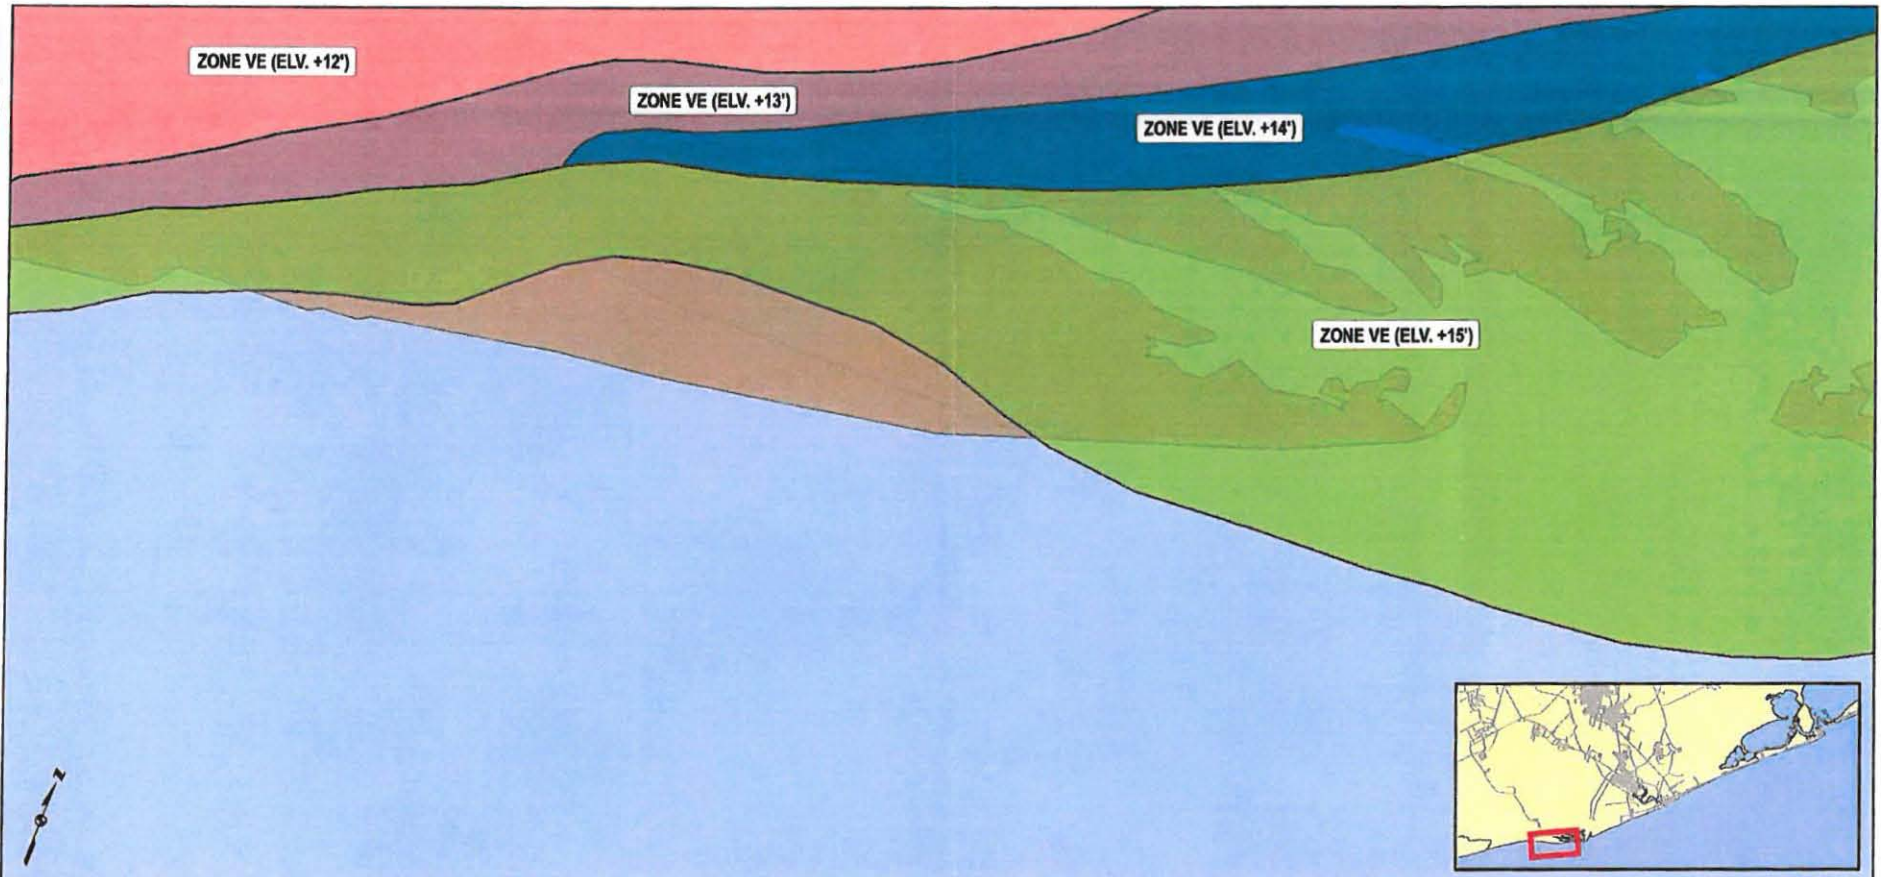 ZONE VE (ELV. +12')
ZONE VE (ELV. +13')
ZONE VE (ELV. +14')
ZONE VE (ELV. +15')
N